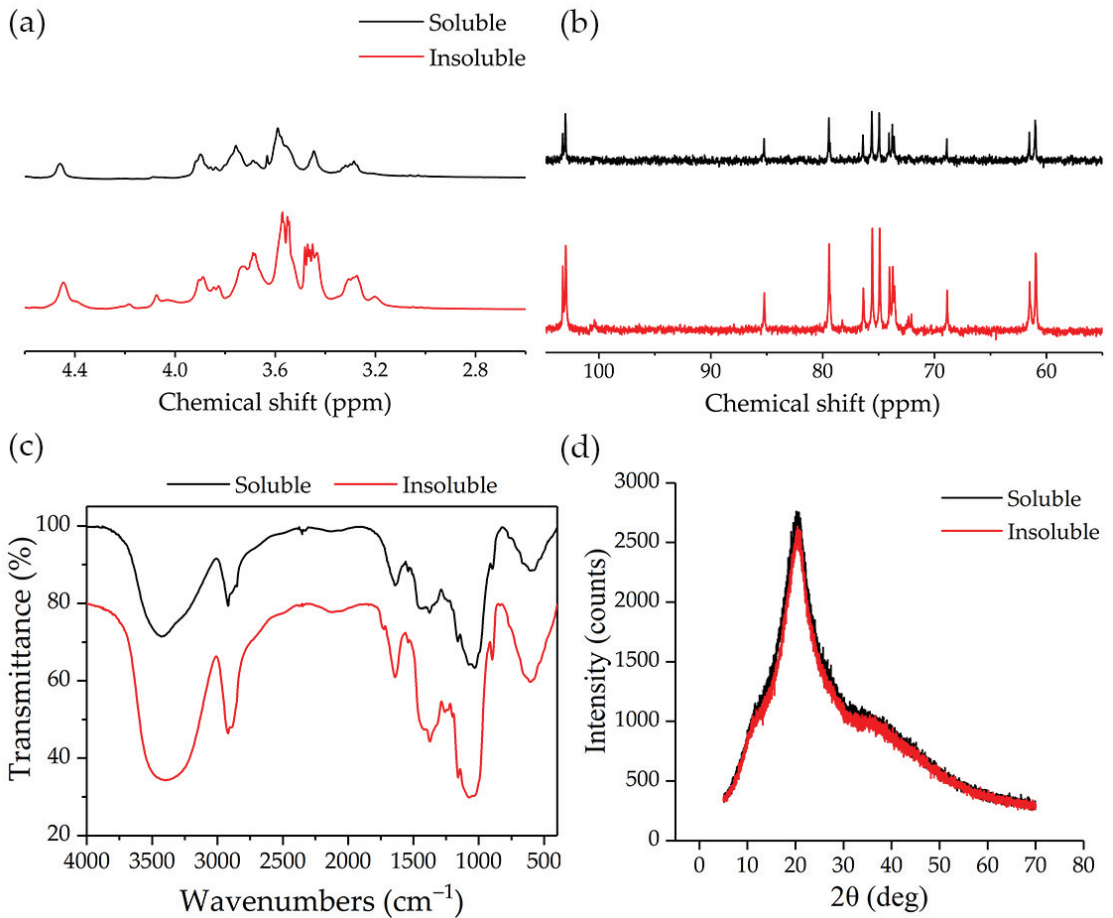 (a)
Soluble
Insoluble
4.4 4.0 3.6 3.2 2.8
Chemical shift (ppm)
(b)
100 90 80 70 60
Chemical shift (ppm)
(c)
Soluble Insoluble
Transmittance (%)
100
80
60
40
20
4000 3500 3000 2500 2000 1500 1000 500
Wavenumbers (cm⁻¹)
(d)
Soluble
Insoluble
Intensity (counts)
3000
2500
2000
1500
1000
500
0
0 10 20 30 40 50 60 70 80
2θ (deg)